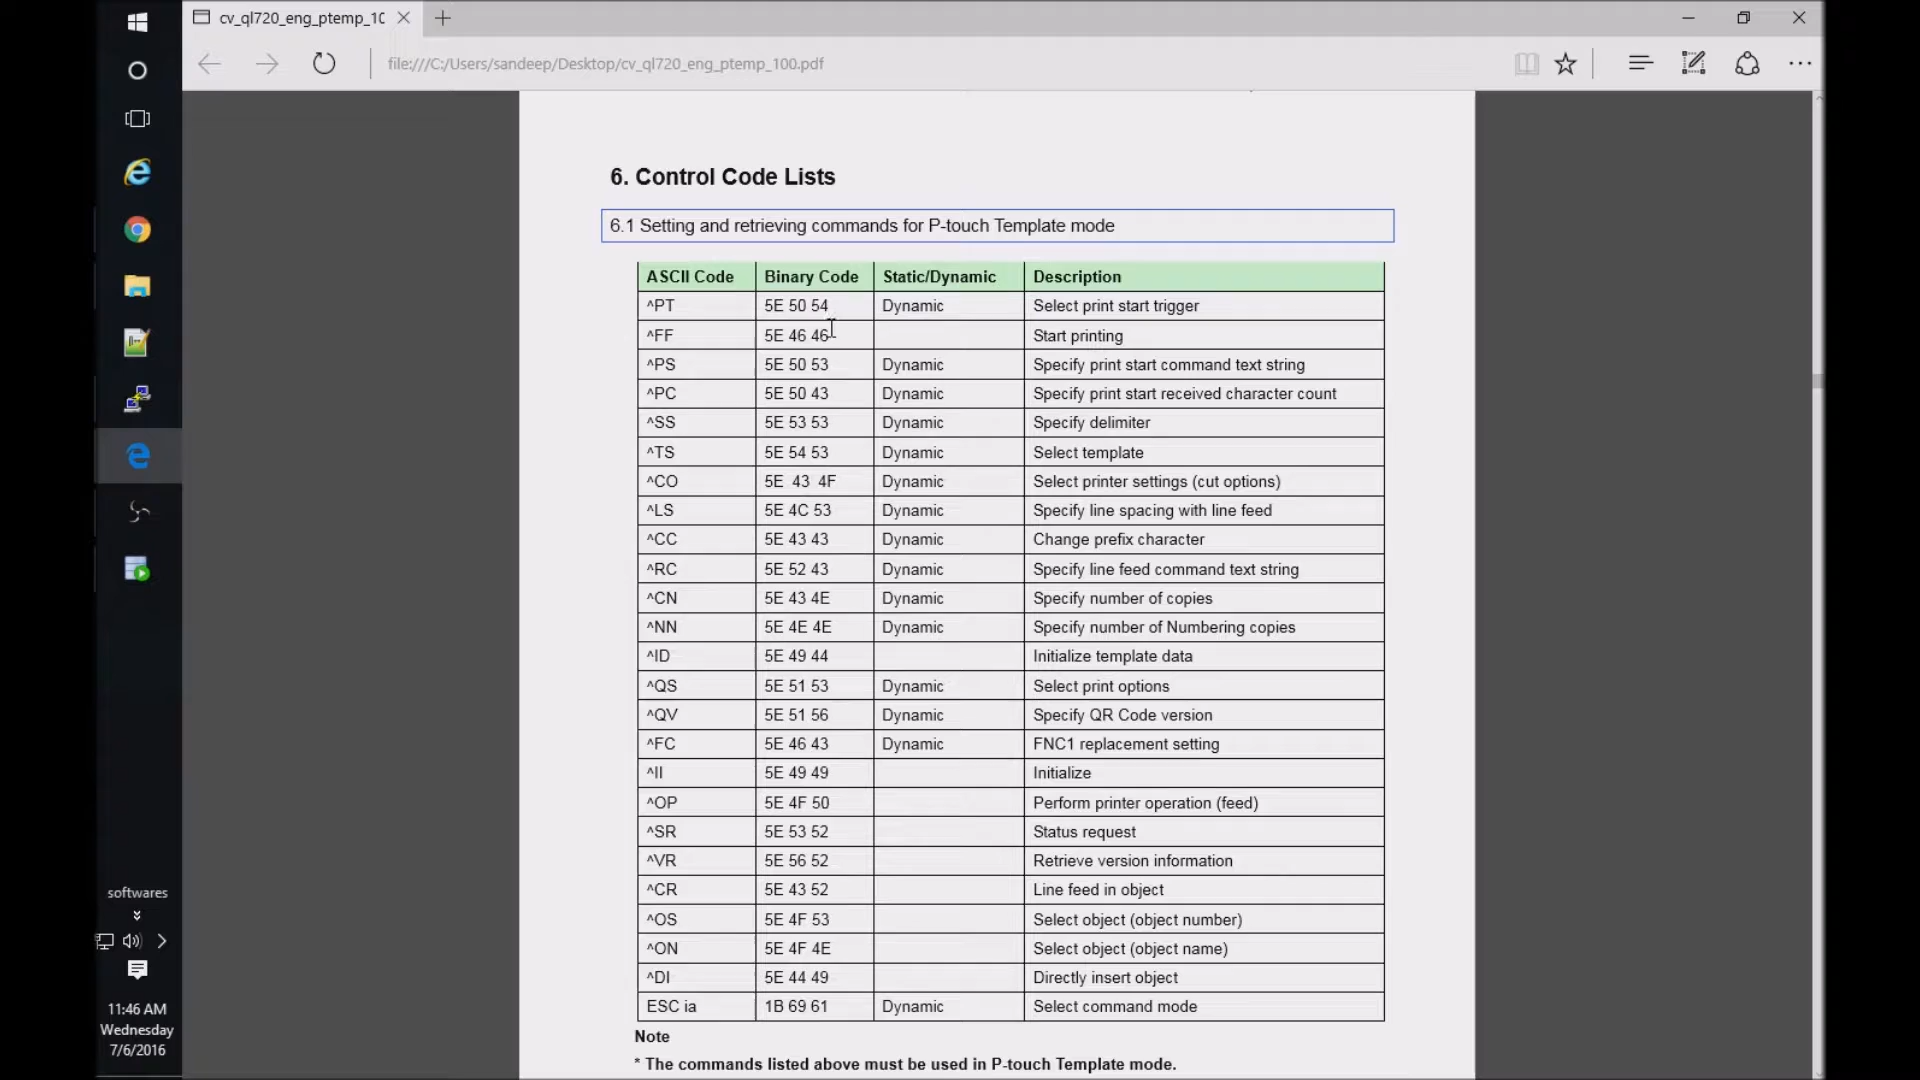 cv_ql720_eng_ptemp_10
file:///C:/Users/sandeep/Desktop/cv_ql720_eng_ptemp_100.pdf
6. Control Code Lists
6.1 Setting and retrieving commands for P-touch Template mode
ASCII Code Binary Code Static/Dynamic Description
^PT 5E 50 54 Dynamic Select print start trigger
^FF 5E 46 46 Start printing
^PS 5E 50 53 Dynamic Specify print start command text string
^PC 5E 50 43 Dynamic Specify print start received character count
^SS 5E 53 53 Dynamic Specify delimiter
^TS 5E 54 53 Dynamic Select template
^CO 5E 43 4F Dynamic Select printer settings (cut options)
^LS 5E 4C 53 Dynamic Specify line spacing with line feed
^CC 5E 43 43 Dynamic Change prefix character
^RC 5E 52 43 Dynamic Specify line feed command text string
^CN 5E 43 4E Dynamic Specify number of copies
^NN 5E 4E 4E Dynamic Specify number of Numbering copies
^ID 5E 49 44 Initialize template data
^QS 5E 51 53 Dynamic Select print options
^QV 5E 51 56 Dynamic Specify QR Code version
^FC 5E 46 43 Dynamic FNC1 replacement setting
^II 5E 49 49 Initialize
^OP 5E 4F 50 Perform printer operation (feed)
^SR 5E 53 52 Status request
^VR 5E 56 52 Retrieve version information
^CR 5E 43 52 Line feed in object
^OS 5E 4F 53 Select object (object number)
^ON 5E 4F 4E Select object (object name)
^DI 5E 44 49 Directly insert object
ESC ia 1B 69 61 Dynamic Select command mode
Note
* The commands listed above must be used in P-touch Template mode.
softwares
11:46 AM
Wednesday
7/6/2016